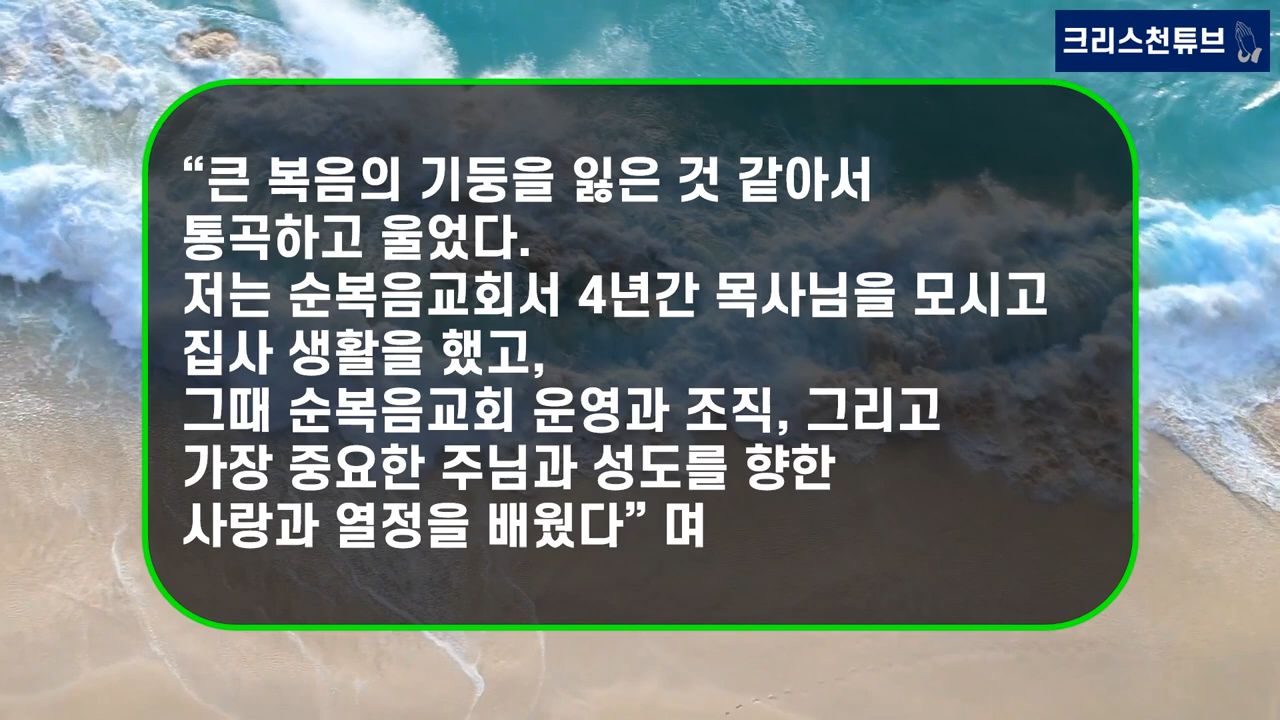 크리스천튜브
“큰 복음의 기둥을 잃은 것 같아서
통곡하고 울었다.
저는 순복음교회서 4년간 목사님을 모시고
집사 생활을 했고,
그때 순복음교회 운영과 조직, 그리고
가장 중요한 주님과 성도를 향한
사랑과 열정을 배웠다” 며